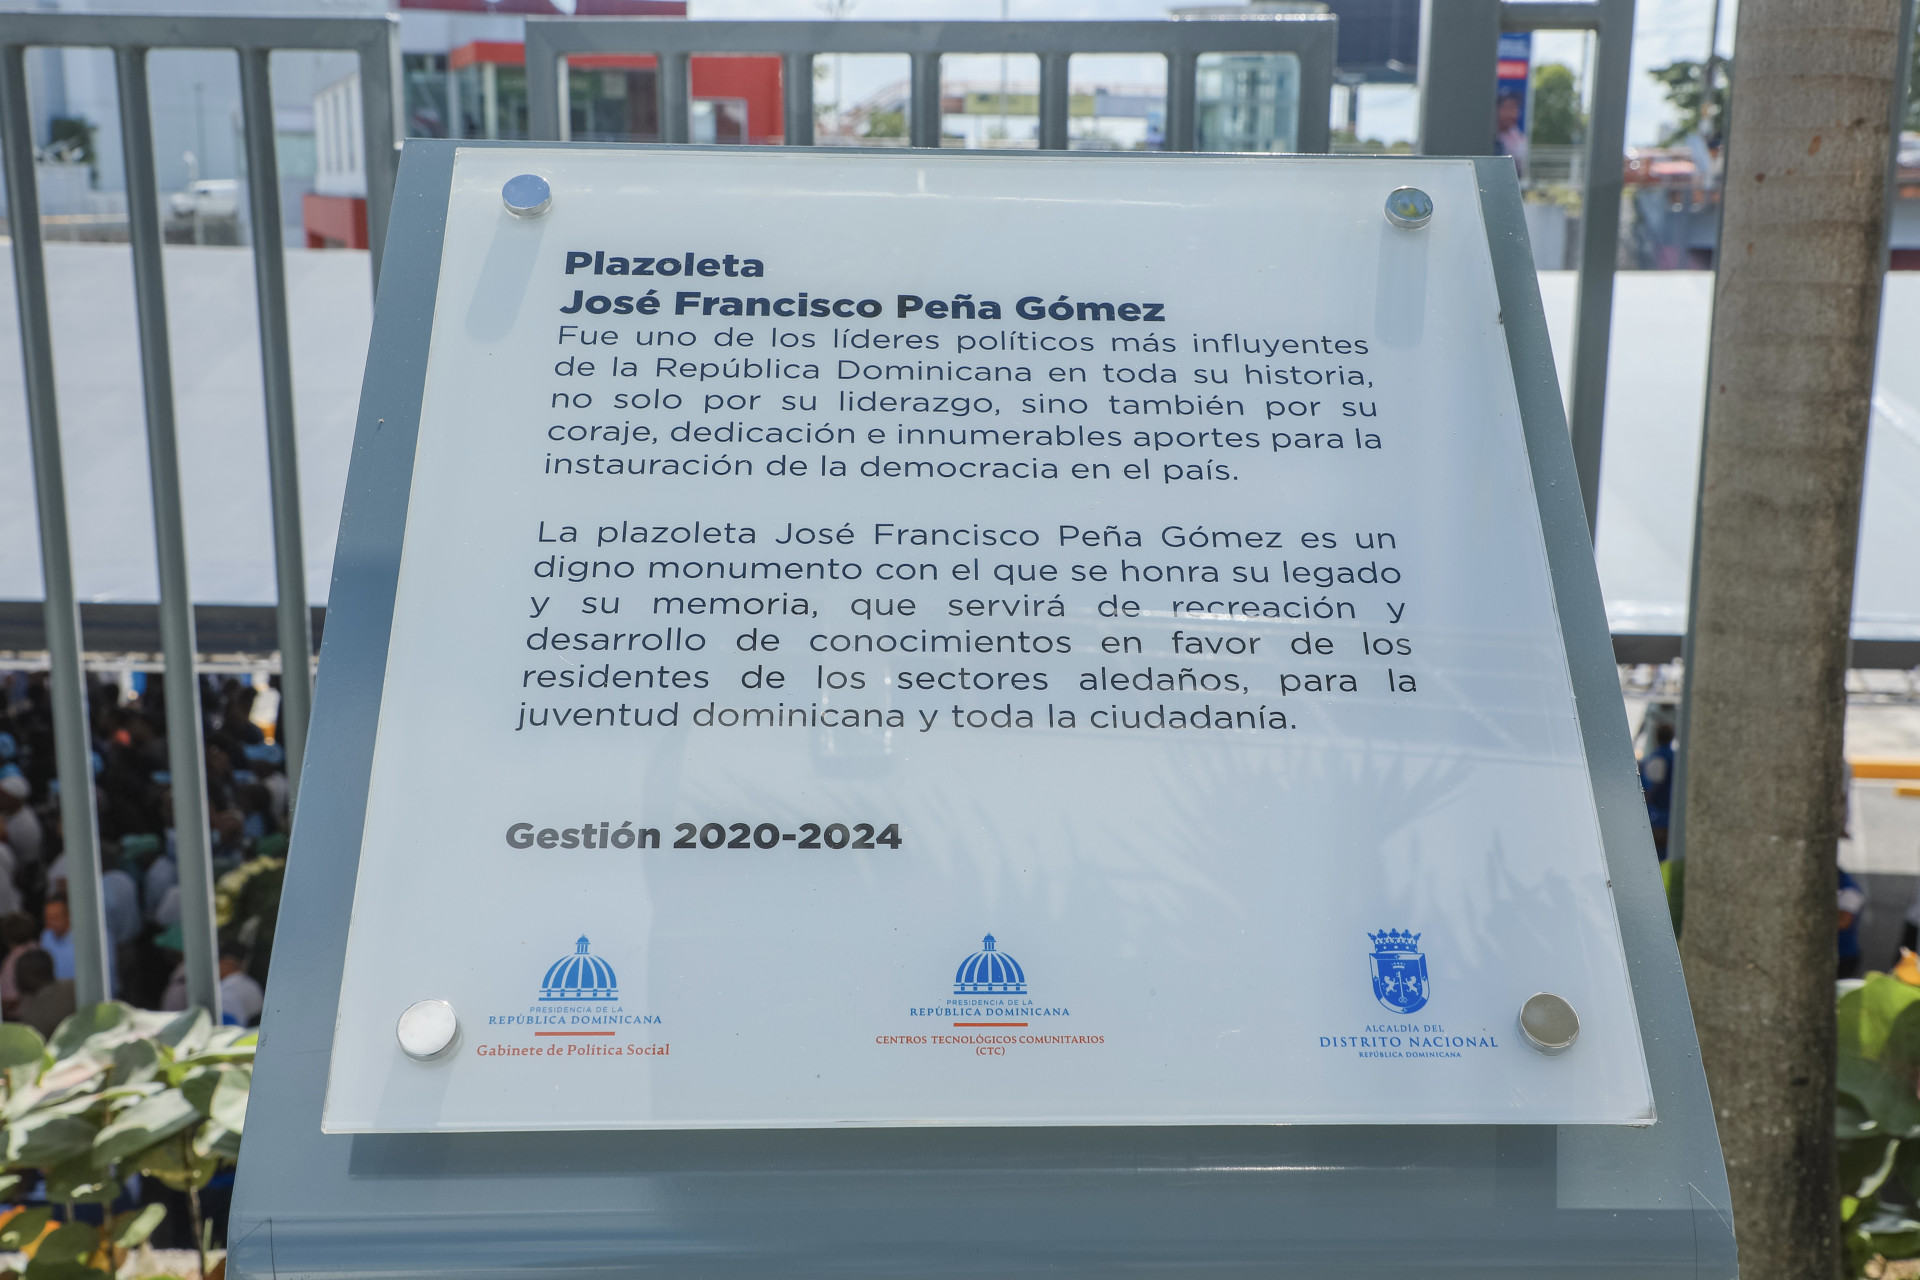 Plazoleta
José Francisco Peña Gómez
Fue uno de los líderes políticos más influyentes
de la República Dominicana en toda su historia,
no solo por su liderazgo, sino también por su
coraje, dedicación e innumerables aportes para la
instauración de la democracia en el país.
La plazoleta José Francisco Peña Gómez es un
digno monumento con el que se honra su legado
y su memoria, que servirá de recreación y
desarrollo de conocimientos en favor de los
residentes de los sectores aledaños, para la
juventud dominicana y toda la ciudadanía.
Gestión 2020-2024
PRESIDENCIA DE LA
REPÚBLICA DOMINICANA
Gabinete de Política Social
PRESIDENCIA DE LA
REPÚBLICA DOMINICANA
CENTROS TECNOLÓGICOS COMUNITARIOS
(CTC)
ALCALDÍA DEL
DISTRITO NACIONAL
REPÚBLICA DOMINICANA